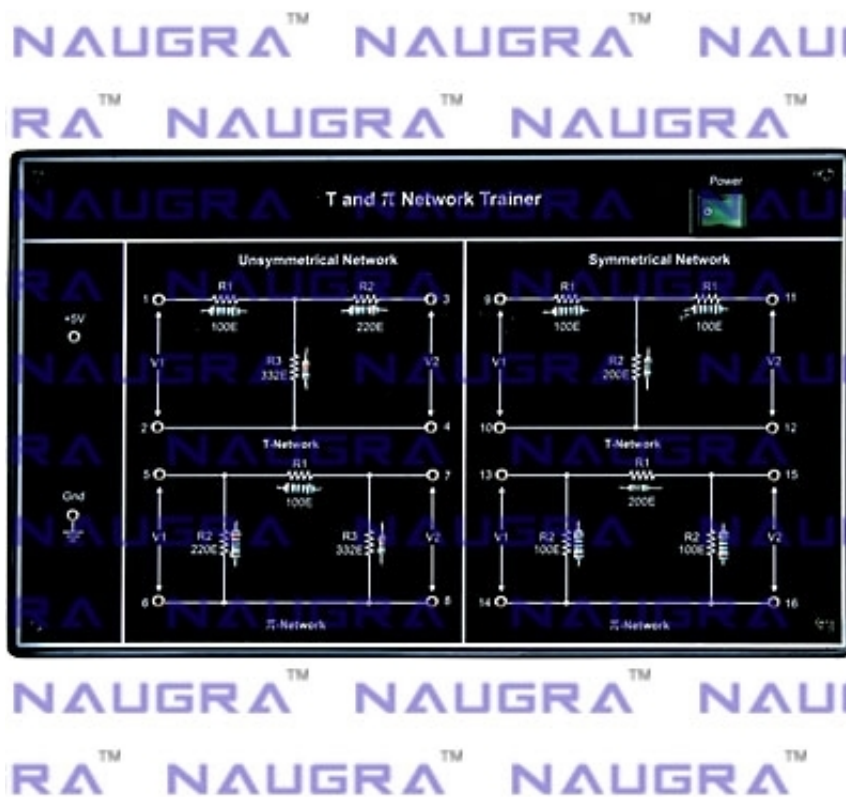 NAUGRA™ NAUGRA™ NAU
RA™ NAUGRA™ NAUGRA™
T and π Network Trainer
Power
+5V
Gnd
Unsymmetrical Network
1
R1
100E
R2
220E
3
V1
R3
332E
V2
2
4
T-Network
5
R1
100E
7
V1
R2
220E
R3
332E
V2
6
8
π-Network
Symmetrical Network
9
R1
100E
R1
100E
11
V1
R2
200E
V2
10
12
T-Network
13
R1
200E
15
V1
R2
100E
R2
100E
V2
14
16
π-Network
NAUGRA™ NAUGRA™ NAU
RA™ NAUGRA™ NAUGRA™